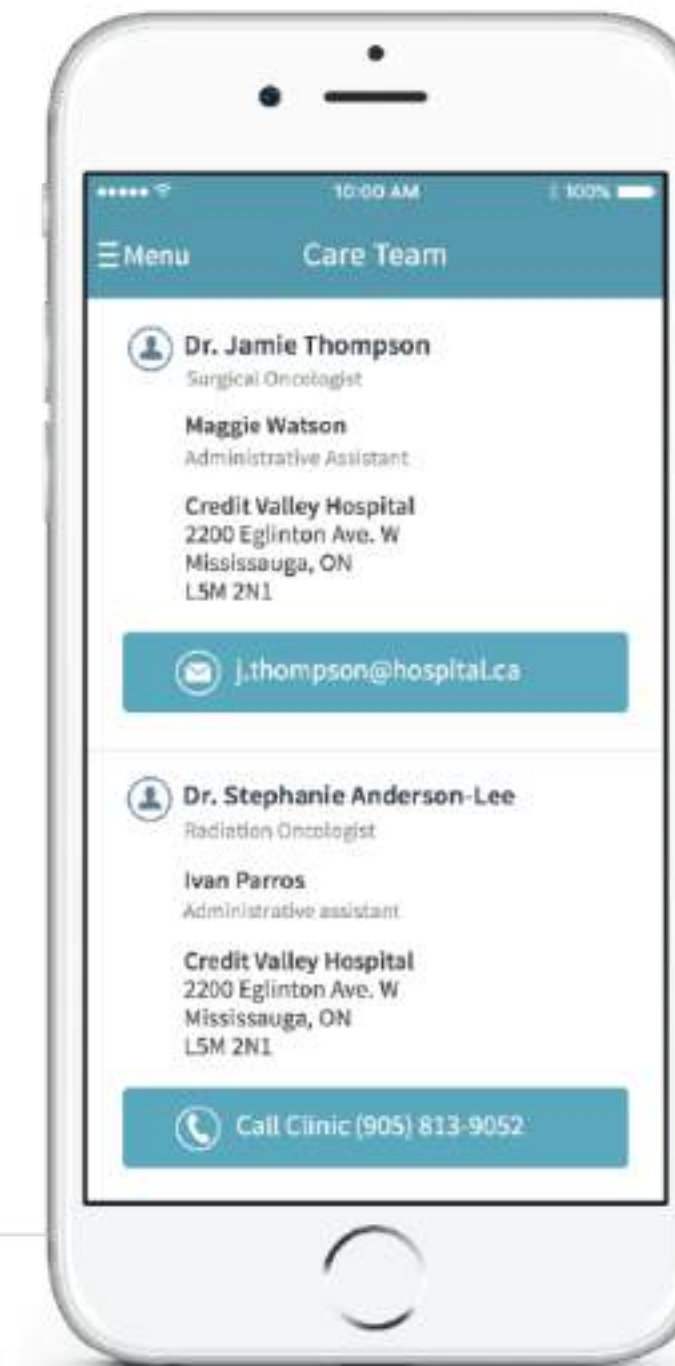 10:00 AM 100%
Menu Care Team
Dr. Jamie Thompson
Surgical Oncologist
Maggie Watson
Administrative Assistant
Credit Valley Hospital
2200 Eglinton Ave. W
Mississauga, ON
L5M 2N1
j.thompson@hospital.ca
Dr. Stephanie Anderson-Lee
Radiation Oncologist
Ivan Parros
Administrative assistant
Credit Valley Hospital
2200 Eglinton Ave. W
Mississauga, ON
L5M 2N1
Call Clinic (905) 813-9052